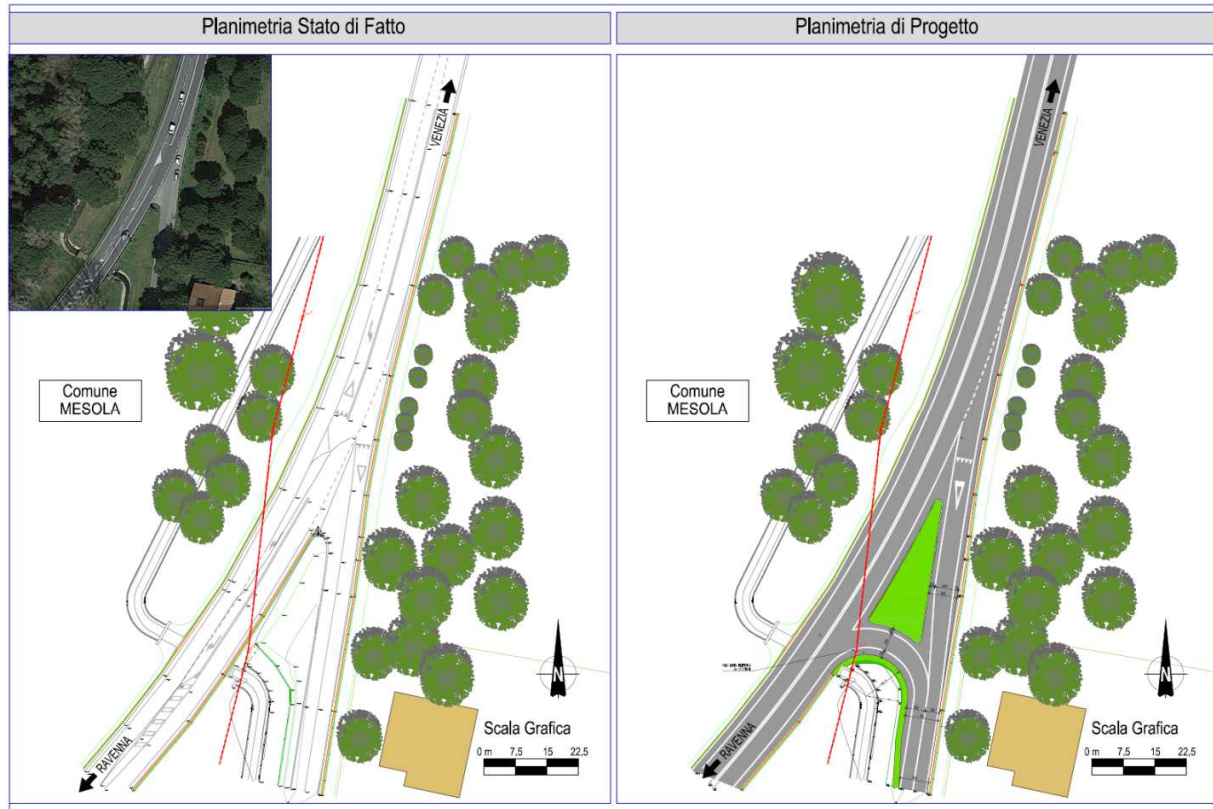 Planimetria Stato di Fatto
VENEZIA
Comune
MESOLA
N
Scala Grafica
0 m 7,5 15 22,5
RAVENNA
Planimetria di Progetto
VENEZIA
Comune
MESOLA
N
Scala Grafica
0 m 7,5 15 22,5
RAVENNA